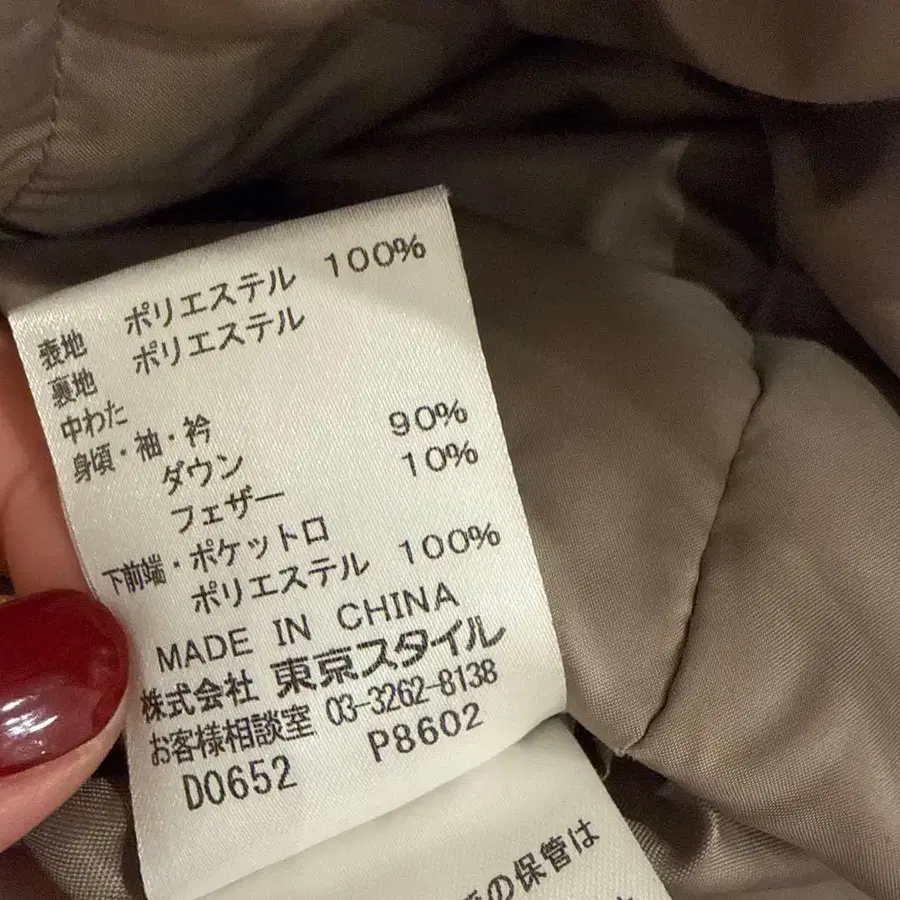 表地 ポリエステル 100%
裏地 ポリエステル
中わた
身頃・袖・衿
ダウン 90%
フェザー 10%
下前端・ポケット口
ポリエステル 100%
MADE IN CHINA
株式会社 東京スタイル
お客様相談室 03-3262-8138
D0652 P8602
の保管は